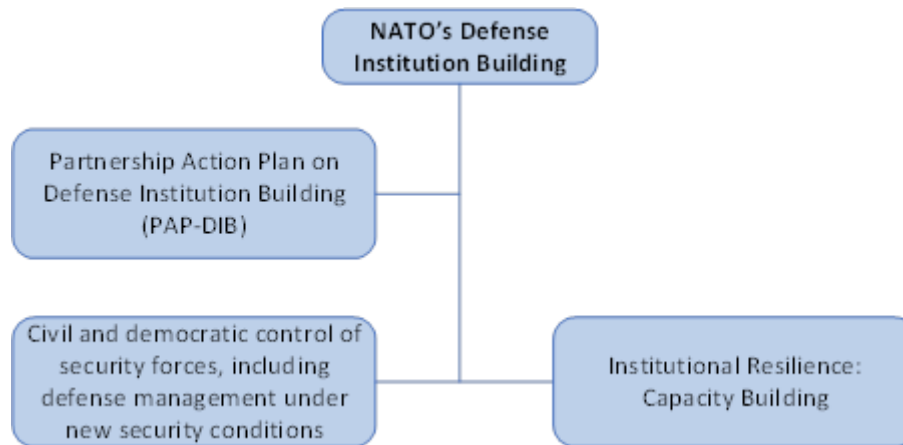 NATO’s Defense
Institution Building
Partnership Action Plan on
Defense Institution Building
(PAP-DIB)
Civil and democratic control of
security forces, including
defense management under
new security conditions
Institutional Resilience:
Capacity Building